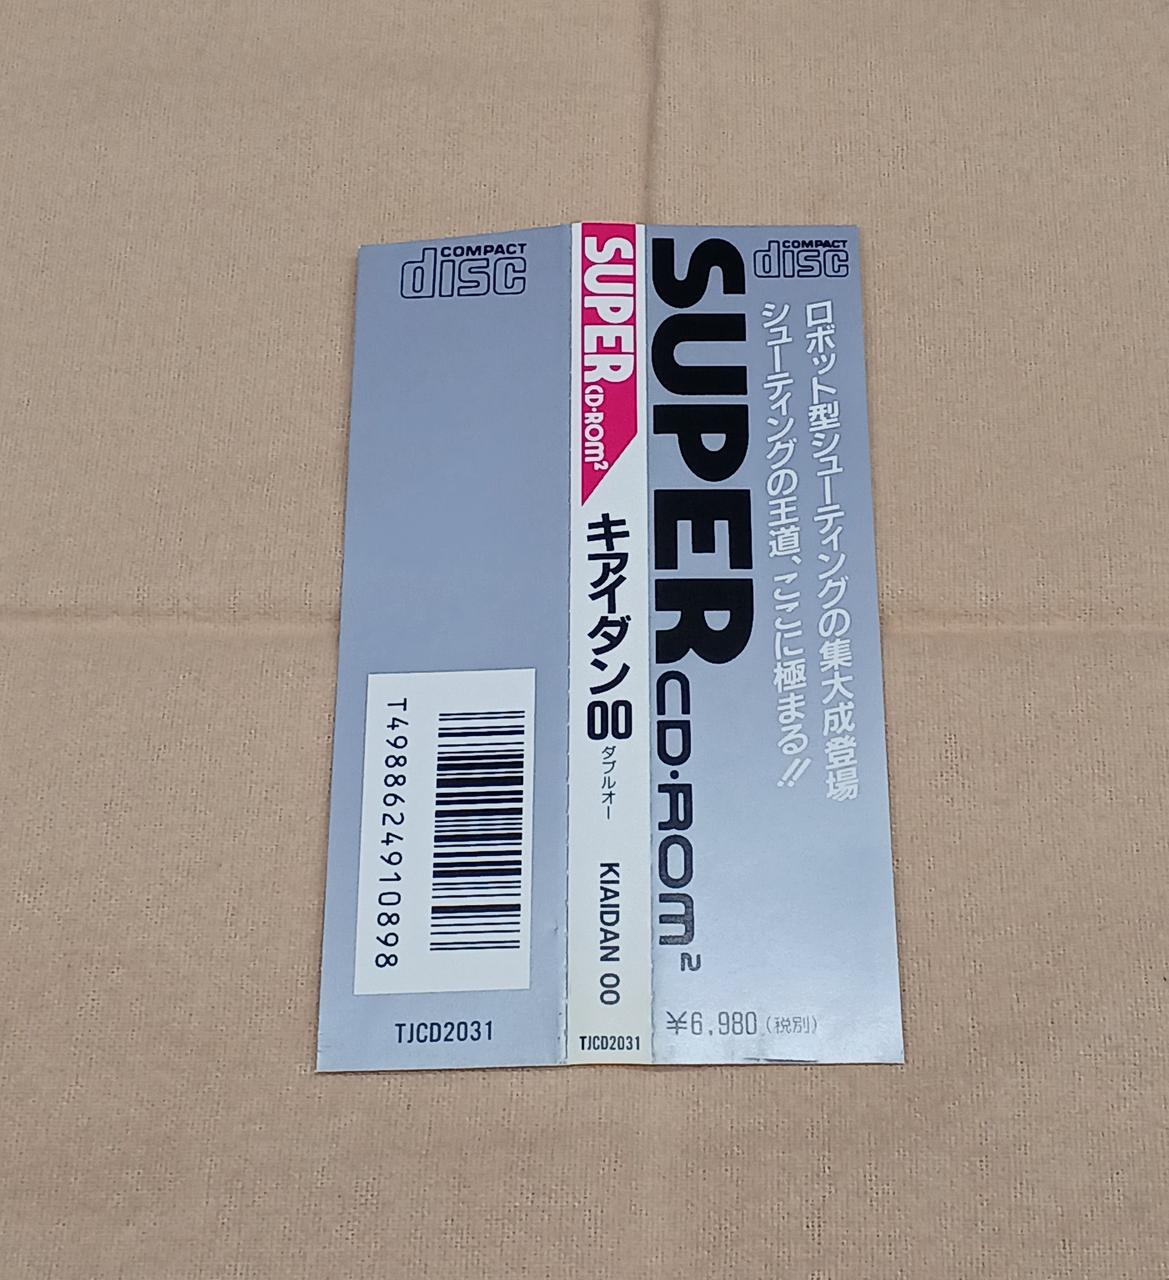 COMPACT
disc
T4988624910898
TJCD2031
SUPER
CD・ROM²
キアイダン00
ダブルオー
KIAIDAN 00
TJCD2031
COMPACT
disc
SUPER
CD・ROM²
ロボット型シューティングの集大成登場
シューティングの王道、ここに極まる!!
¥6,980(税別)